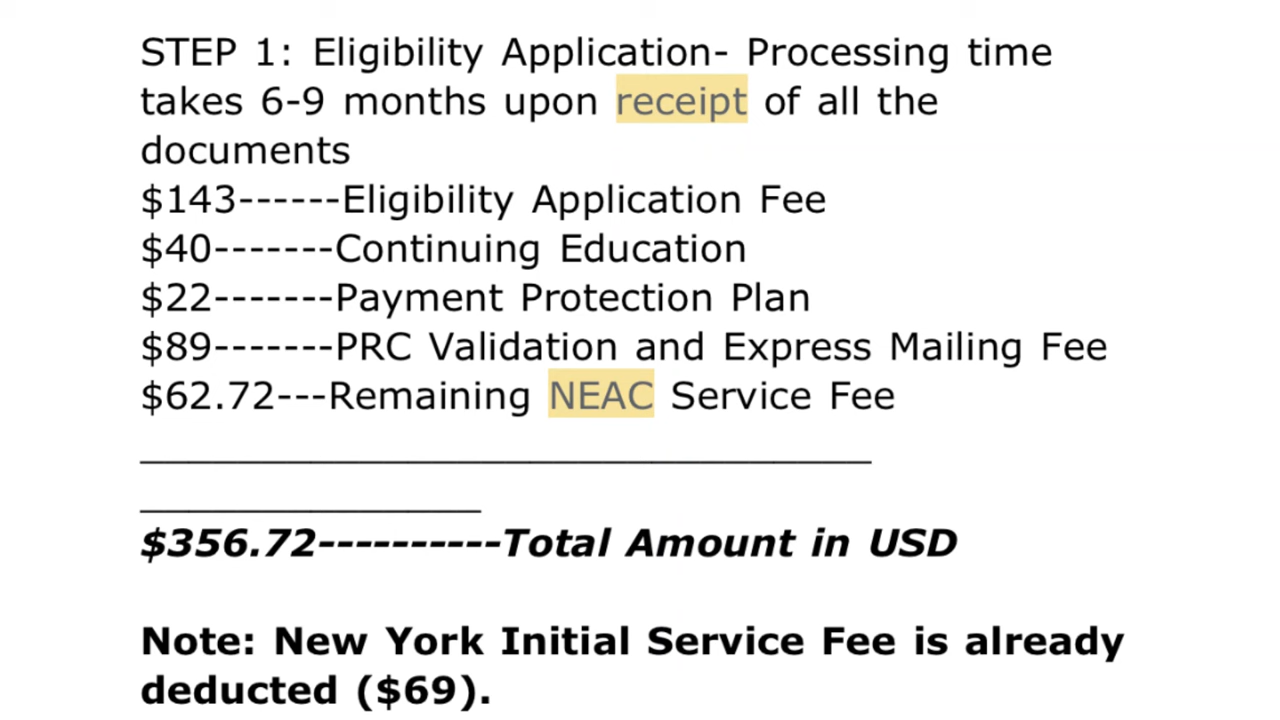 STEP 1: Eligibility Application- Processing time
takes 6-9 months upon receipt of all the
documents
$143------Eligibility Application Fee
$40-------Continuing Education
$22-------Payment Protection Plan
$89-------PRC Validation and Express Mailing Fee
$62.72---Remaining NEAC Service Fee
______________________________
______________
$356.72----------Total Amount in USD
Note: New York Initial Service Fee is already
deducted ($69).